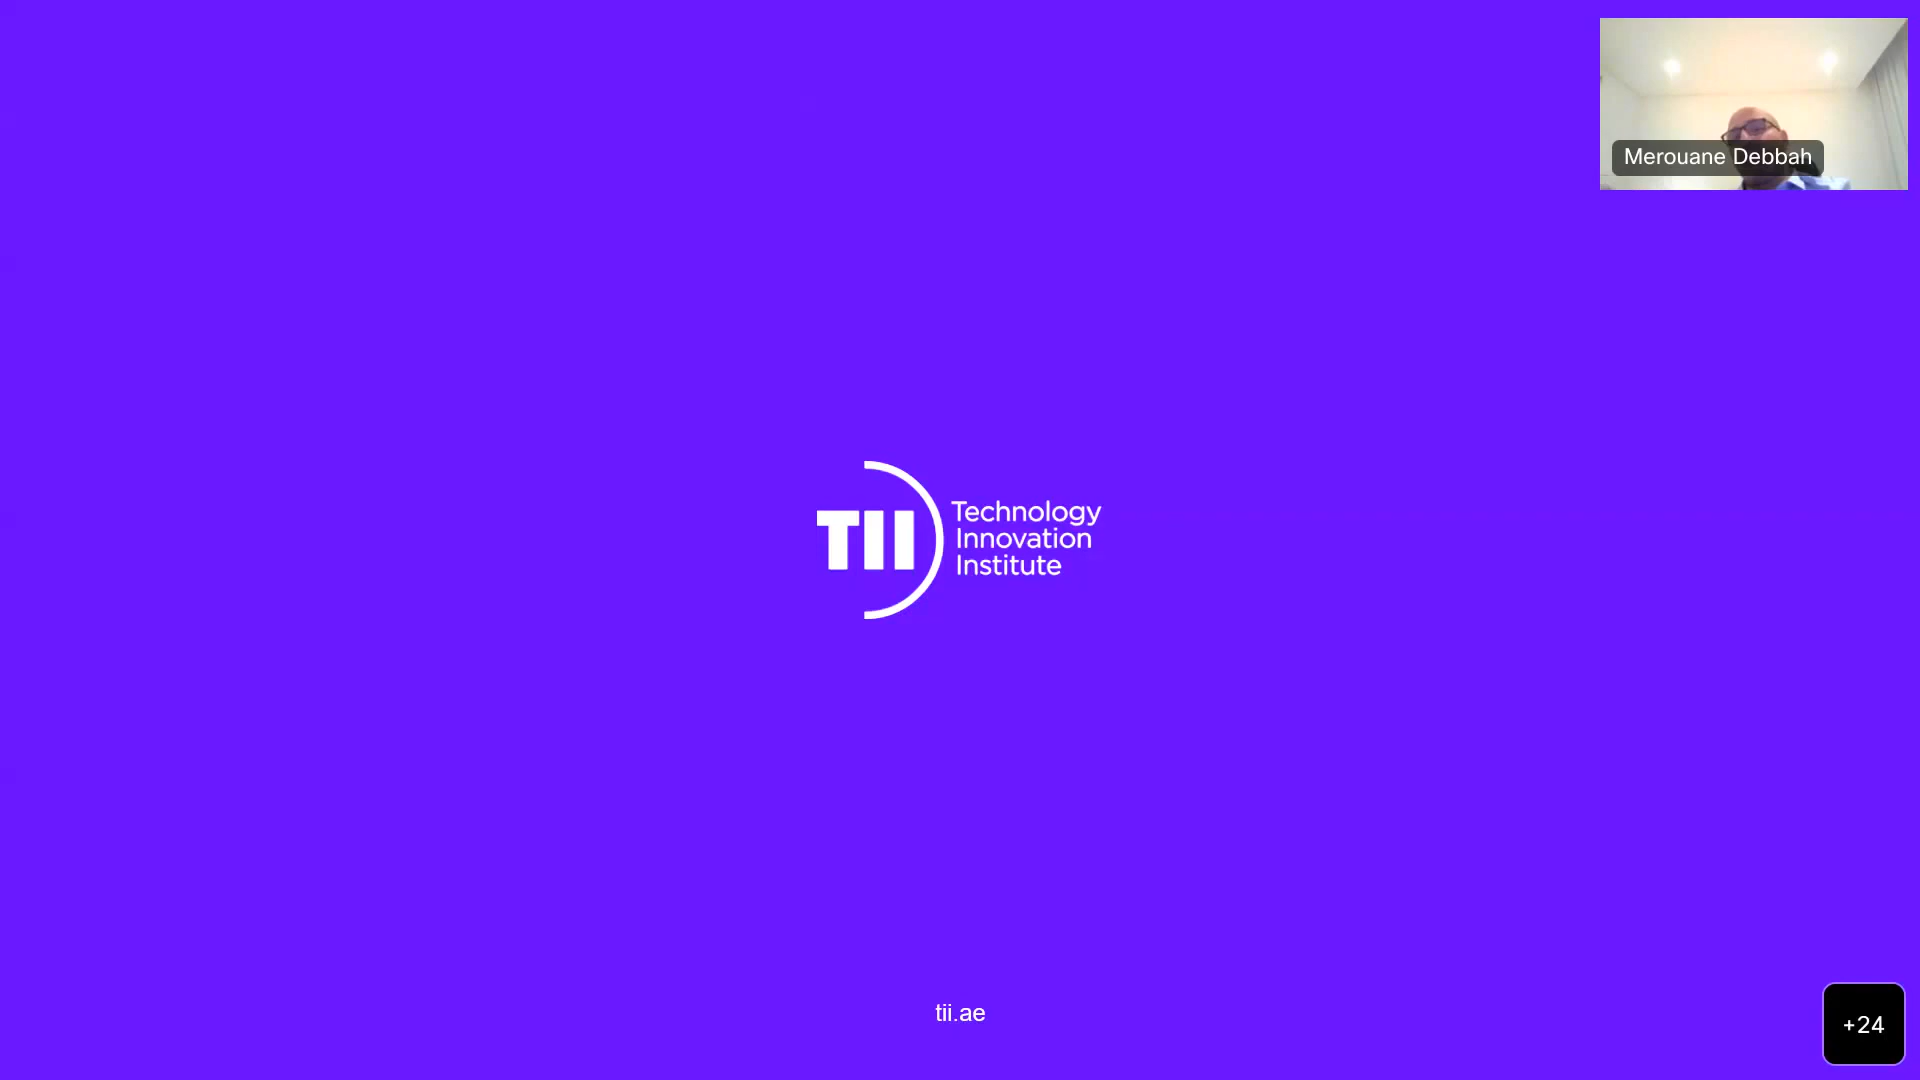 Merouane Debbah
TII
Technology
Innovation
Institute
tii.ae
+24